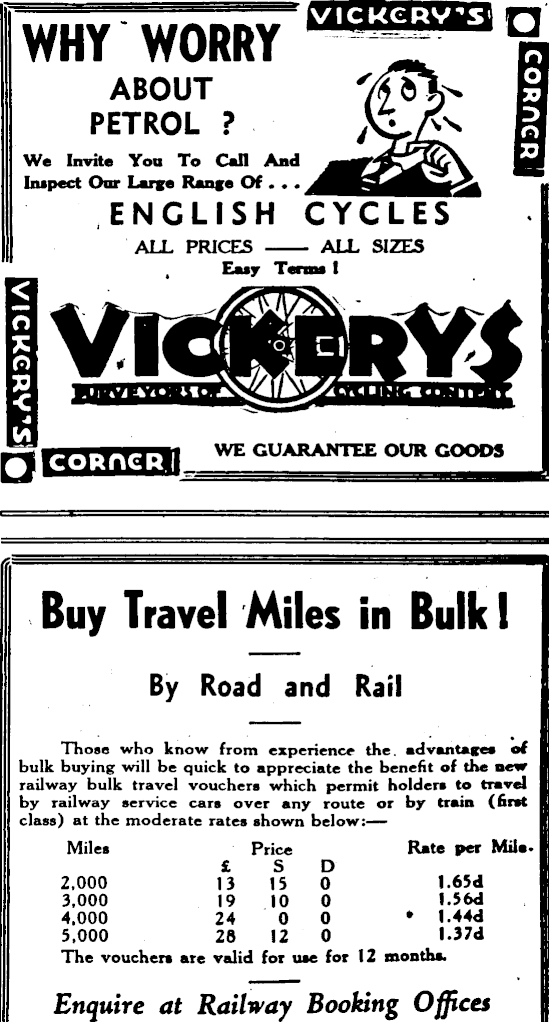 VICKERY'S
CORNER
WHY WORRY
ABOUT
PETROL ?
We Invite You To Call And
Inspect Our Large Range Of . . .
ENGLISH CYCLES
ALL PRICES —— ALL SIZES
Easy Terms !
VICKERYS
PURVEYORS OF CYCLING CONTENT
VICKERY'S
CORNER
WE GUARANTEE OUR GOODS
Buy Travel Miles in Bulk !
By Road and Rail
Those who know from experience the advantages of
bulk buying will be quick to appreciate the benefit of the new
railway bulk travel vouchers which permit holders to travel
by railway service cars over any route or by train (first
class) at the moderate rates shown below:—
Miles Price Rate per Mile.
£ S D
2,000 13 15 0 1.65d
3,000 19 10 0 1.56d
4,000 24 0 0 1.44d
5,000 28 12 0 1.37d
The vouchers are valid for use for 12 months.
Enquire at Railway Booking Offices